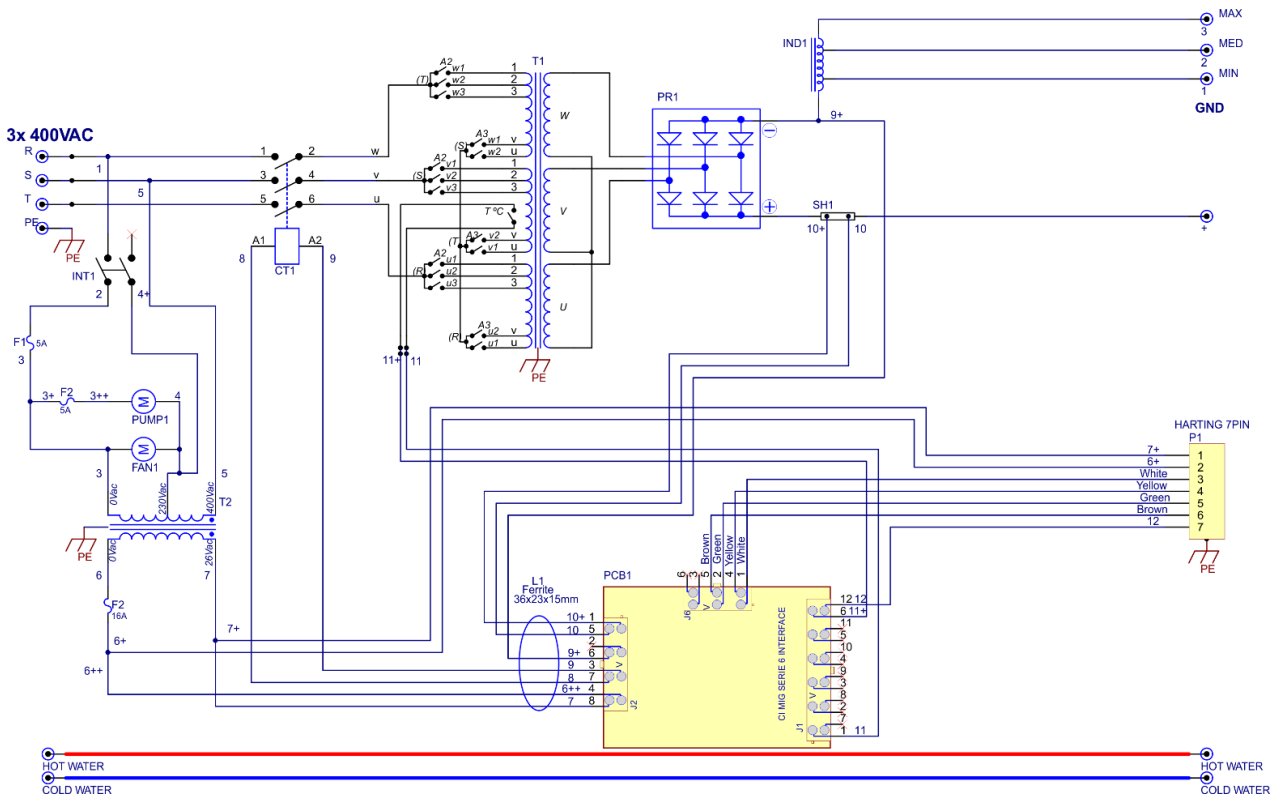 MAX
3
MED
2
MIN
1
GND
IND1
9+
PR1
T1
A2
(T)
w1
w2
w3
1
2
3
W
A3
(S)
w1
w2
v
u
3x 400VAC
R
S
T
PE
PE
1
5
1
2
w
3
4
v
5
6
u
A2
(S
v1
v2
v3
1
2
3
V
T ºC
A3
(T
v2
v1
v
u
A2
(R
u1
u2
u3
1
2
3
U
A3
(R)
u2
u1
v
u
PE
SH1
10+
10
+
A1
A2
CT1
8
9
INT1
2
4+
F1
5A
3
11+
11
3+
F2
5A
3++
4
PUMP1
FAN1
3
5
0Vac
230Vac
400Vac
T2
PE
0Vac
26Vac
6
7
F2
16A
6+
7+
6++
HARTING 7PIN
P1
7+
1
6+
2
White
3
Yellow
4
Green
5
Brown
6
12
7
PE
L1
Ferrite
36x23x15mm
PCB1
6
3
5
Brown
2
Green
4
Yellow
1
White
J6
V
10+
1
10
5
2
9+
6
9
3
8
7
6++
4
7
8
V
J2
CI MIG SERIE 6 INTERFACE
12
12
6
11+
11
5
10
4
9
3
8
2
7
1
11
V
J1
HOT WATER
COLD WATER
HOT WATER
COLD WATER